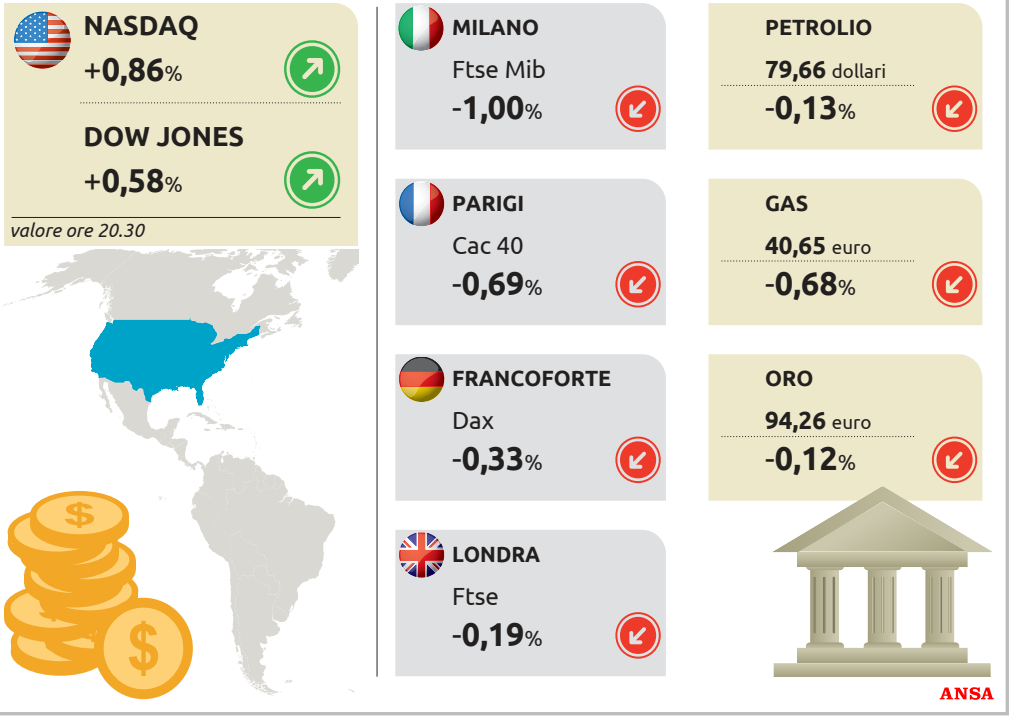 NASDAQ
+0,86%
DOW JONES
+0,58%
valore ore 20.30
$
$
MILANO
Ftse Mib
-1,00%
PARIGI
Cac 40
-0,69%
FRANCOFORTE
Dax
-0,33%
LONDRA
Ftse
-0,19%
PETROLIO
79,66 dollari
-0,13%
GAS
40,65 euro
-0,68%
ORO
94,26 euro
-0,12%
ANSA